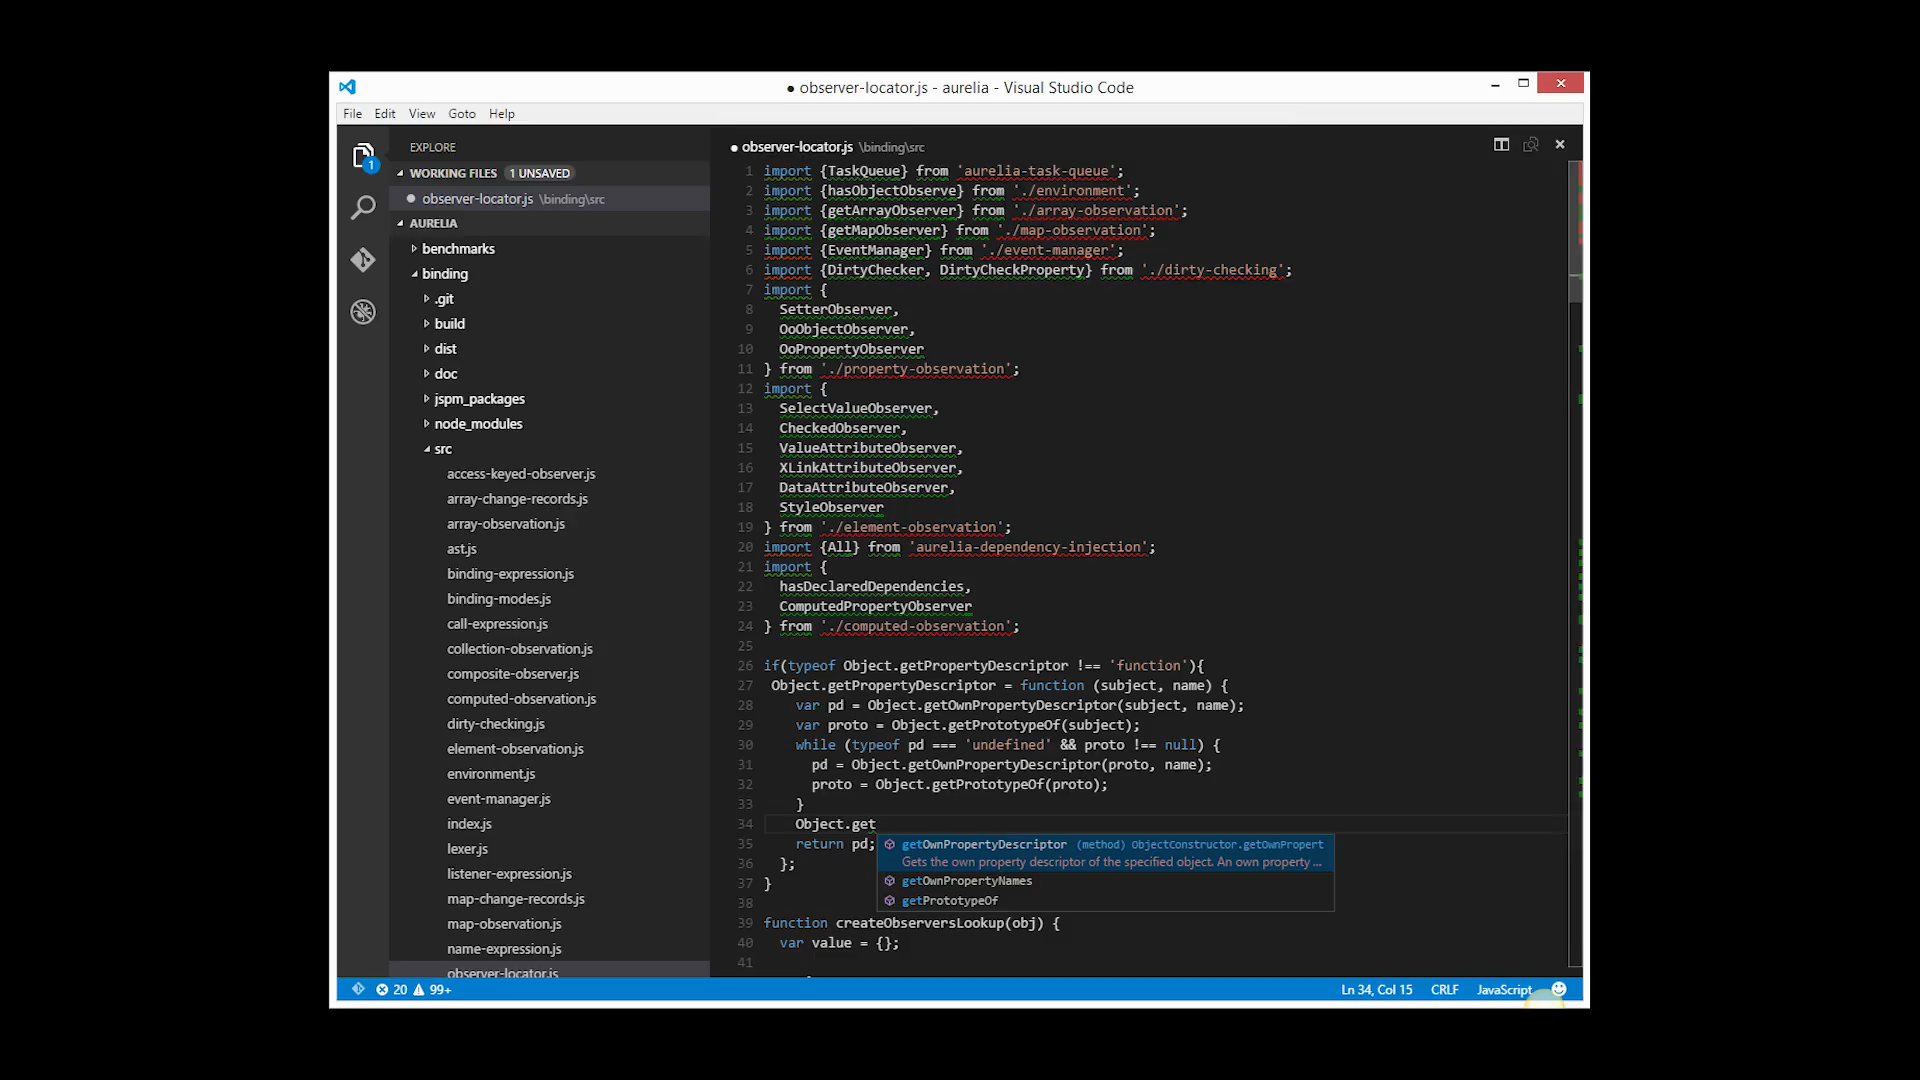 ● observer-locator.js - aurelia - Visual Studio Code
File Edit View Goto Help
EXPLORE
WORKING FILES 1 UNSAVED
observer-locator.js \binding\src
AURELIA
benchmarks
binding
.git
build
dist
doc
jspm_packages
node_modules
src
access-keyed-observer.js
array-change-records.js
array-observation.js
ast.js
binding-expression.js
binding-modes.js
call-expression.js
collection-observation.js
composite-observer.js
computed-observation.js
dirty-checking.js
element-observation.js
environment.js
event-manager.js
index.js
lexer.js
listener-expression.js
map-change-records.js
map-observation.js
name-expression.js
observer-locator.js
1
● observer-locator.js \binding\src
1 import {TaskQueue} from 'aurelia-task-queue';
2 import {hasObjectObserve} from './environment';
3 import {getArrayObserver} from './array-observation';
4 import {getMapObserver} from './map-observation';
5 import {EventManager} from './event-manager';
6 import {DirtyChecker, DirtyCheckProperty} from './dirty-checking';
7 import {
8 SetterObserver,
9 OoObjectObserver,
10 OoPropertyObserver
11 } from './property-observation';
12 import {
13 SelectValueObserver,
14 CheckedObserver,
15 ValueAttributeObserver,
16 XLinkAttributeObserver,
17 DataAttributeObserver,
18 StyleObserver
19 } from './element-observation';
20 import {All} from 'aurelia-dependency-injection';
21 import {
22 hasDeclaredDependencies,
23 ComputedPropertyObserver
24 } from './computed-observation';
25
26 if(typeof Object.getPropertyDescriptor !== 'function'){
27 Object.getPropertyDescriptor = function (subject, name) {
28 var pd = Object.getOwnPropertyDescriptor(subject, name);
29 var proto = Object.getPrototypeOf(subject);
30 while (typeof pd === 'undefined' && proto !== null) {
31 pd = Object.getOwnPropertyDescriptor(proto, name);
32 proto = Object.getPrototypeOf(proto);
33 }
34 Object.get
35 return pd;
36 };
37 }
38
39 function createObserversLookup(obj) {
40 var value = {};
41
getOwnPropertyDescriptor (method) ObjectConstructor.getOwnPropert
Gets the own property descriptor of the specified object. An own property ...
getOwnPropertyNames
getPrototypeOf
20 99+ Ln 34, Col 15 CRLF JavaScript